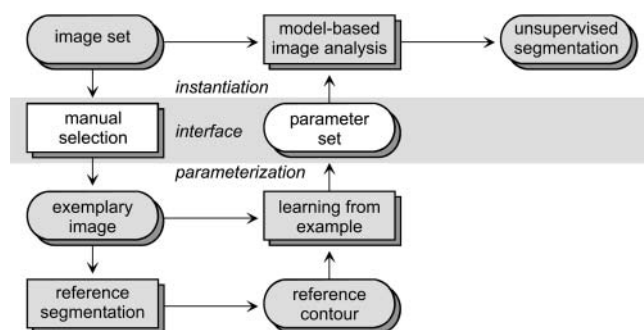 image set
model-based
image analysis
unsupervised
segmentation
instantiation
manual
selection
interface
parameter
set
parameterization
exemplary
image
learning from
example
reference
segmentation
reference
contour